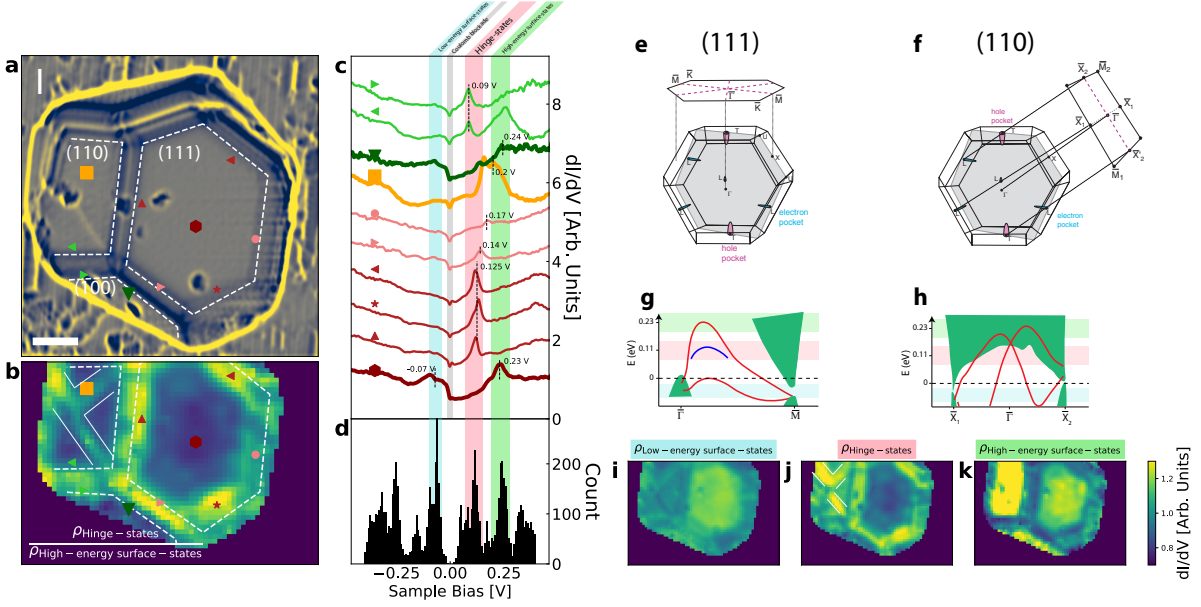 a
(110)
(111)
(100)
b
ρHinge−states
ρHigh−energy surface−states
Low-energy surface-states
Coulomb blockade
Hinge-states
High-energy surface-states
c
0.09 V
0.24 V
0.2 V
0.17 V
0.14 V
0.125 V
-0.07 V
0.23 V
8
6
4
2
0
dI/dV [Arb. Units]
d
200
100
0
Count
−0.25
0.00
0.25
Sample Bias [V]
e
(111)
M̄
K̄
Γ̄
K̄
M̄
T
U
X
L
Γ
L
L
T
electron
pocket
hole
pocket
f
(110)
X̄2
M̄2
X̄1
X̄1
Γ̄
X̄2
M̄1
hole
pocket
T
X
L
L
Γ
L
L
T
electron
pocket
g
E (eV)
0.23
0.11
0
Γ̄
M̄
h
E (eV)
0.23
0.11
0
X̄1
Γ̄
X̄2
ρLow−energy surface−states
i
ρHinge−states
j
ρHigh−energy surface−states
k
1.2
1.0
0.8
dI/dV [Arb. Units]